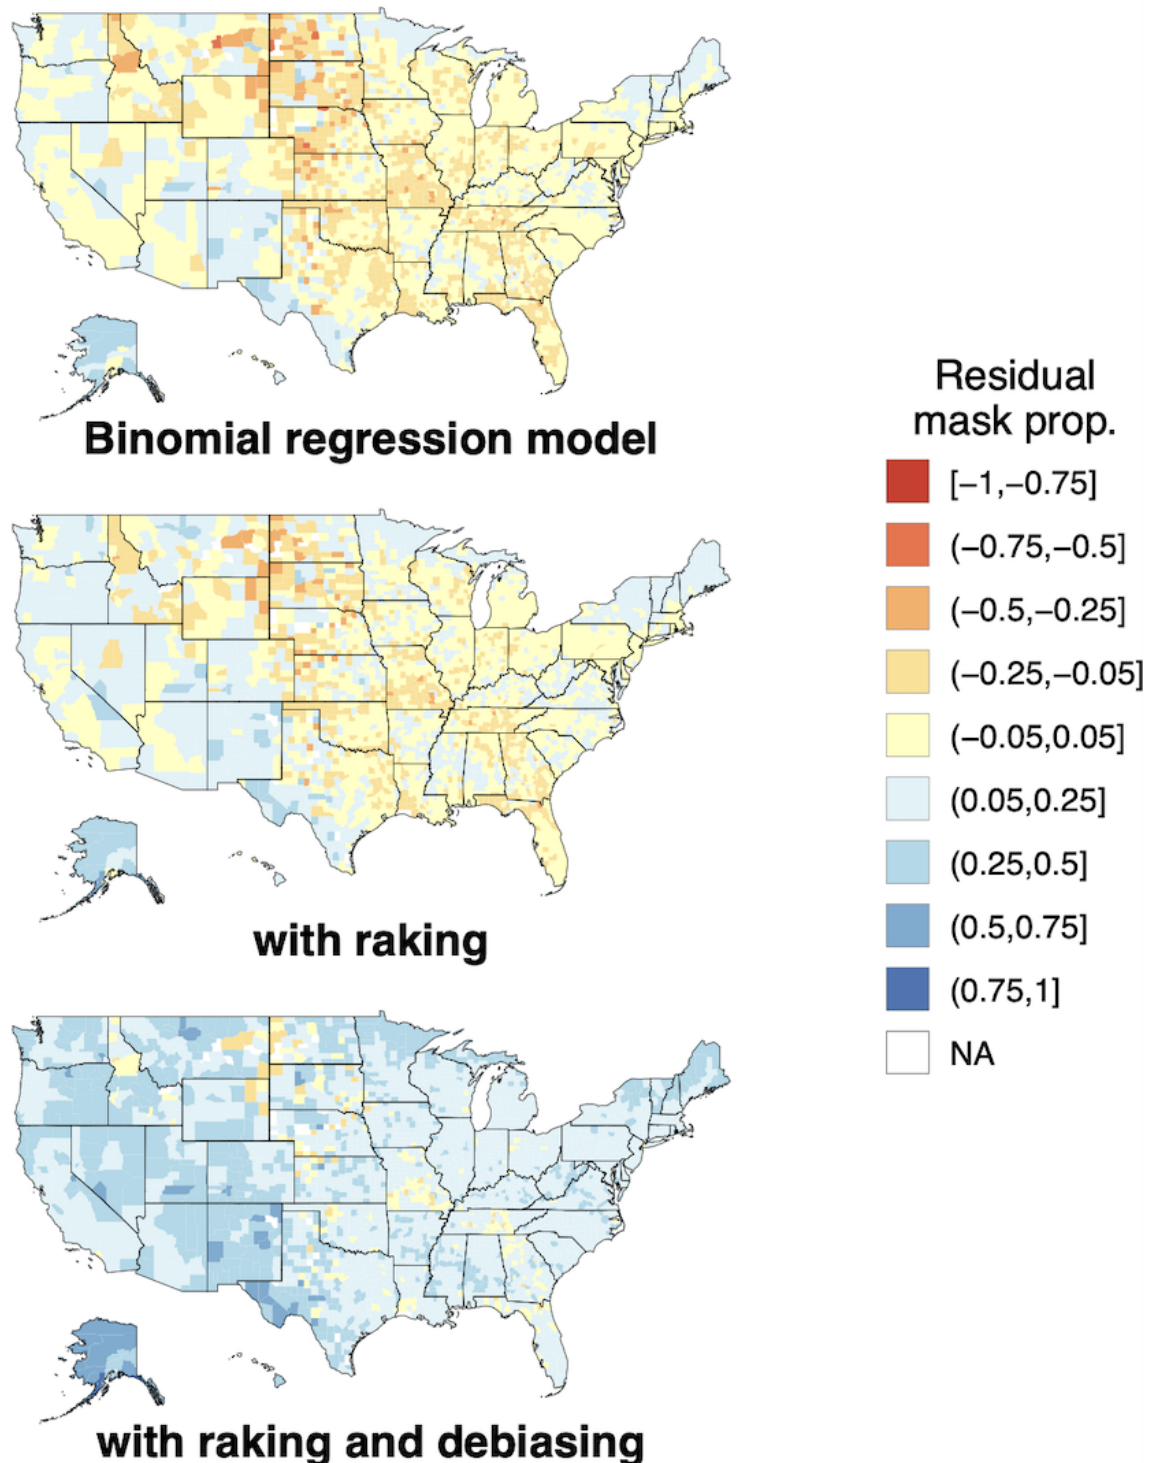 Binomial regression model
with raking
with raking and debiasing
Residual
mask prop.
[−1,−0.75]
(−0.75,−0.5]
(−0.5,−0.25]
(−0.25,−0.05]
(−0.05,0.05]
(0.05,0.25]
(0.25,0.5]
(0.5,0.75]
(0.75,1]
NA